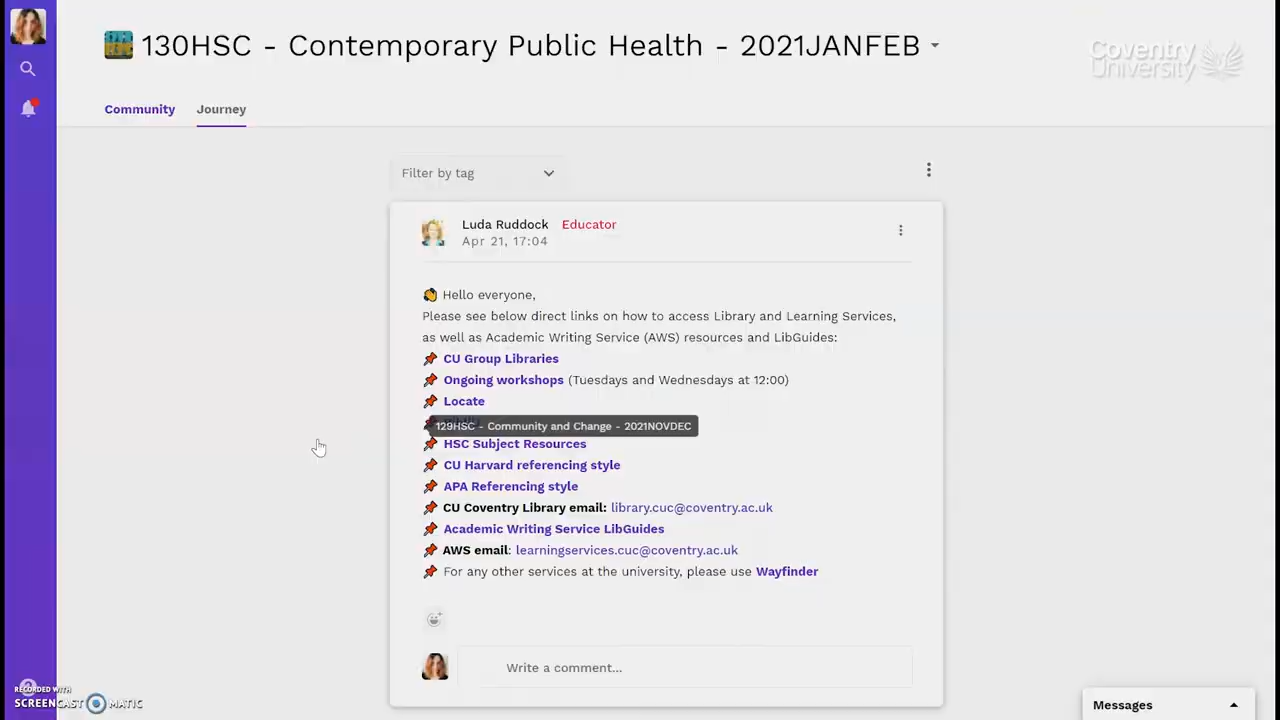 130HSC - Contemporary Public Health - 2021JANFEB
Coventry
University
Community
Journey
Filter by tag
Luda Ruddock Educator
Apr 21, 17:04
Hello everyone,
Please see below direct links on how to access Library and Learning Services,
as well as Academic Writing Service (AWS) resources and LibGuides:
CU Group Libraries
Ongoing workshops (Tuesdays and Wednesdays at 12:00)
Locate
129HSC - Community and Change - 2021NOVDEC
HSC Subject Resources
CU Harvard referencing style
APA Referencing style
CU Coventry Library email: library.cuc@coventry.ac.uk
Academic Writing Service LibGuides
AWS email: learningservices.cuc@coventry.ac.uk
For any other services at the university, please use Wayfinder
Write a comment...
RECORDED WITH
SCREENCAST MATIC
Messages